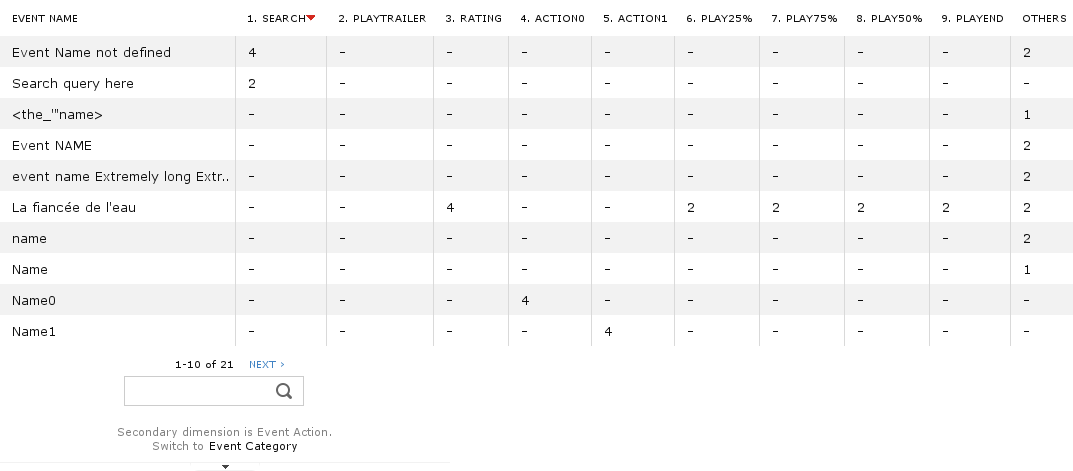 EVENT NAME 1. SEARCH 2. PLAYTRAILER 3. RATING 4. ACTION0 5. ACTION1 6. PLAY25% 7. PLAY75% 8. PLAY50% 9. PLAYEND OTHERS
Event Name not defined 4 - - - - - - - - 2
Search query here 2 - - - - - - - - -
<the_'"name> - - - - - - - - - 1
Event NAME - - - - - - - - - 2
event name Extremely long Extr.. - - - - - - - - - 2
La fiancée de l'eau - - 4 - - 2 2 2 2 2
name - - - - - - - - - 2
Name - - - - - - - - - 1
Name0 - - - 4 - - - - - -
Name1 - - - - 4 - - - - -
1-10 of 21 NEXT ›
Secondary dimension is Event Action.
Switch to Event Category